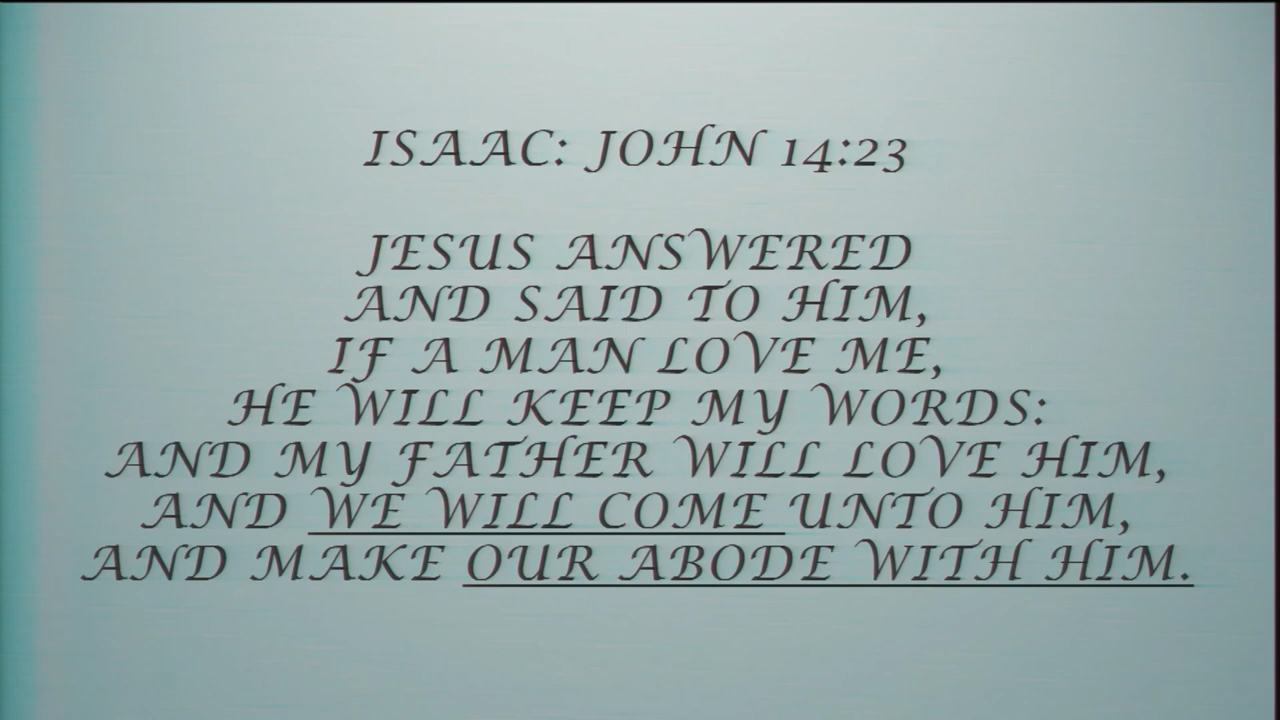 ISAAC: JOHN 14:23
JESUS ANSWERED
AND SAID TO HIM,
IF A MAN LOVE ME,
HE WILL KEEP MY WORDS:
AND MY FATHER WILL LOVE HIM,
AND WE WILL COME UNTO HIM,
AND MAKE OUR ABODE WITH HIM.